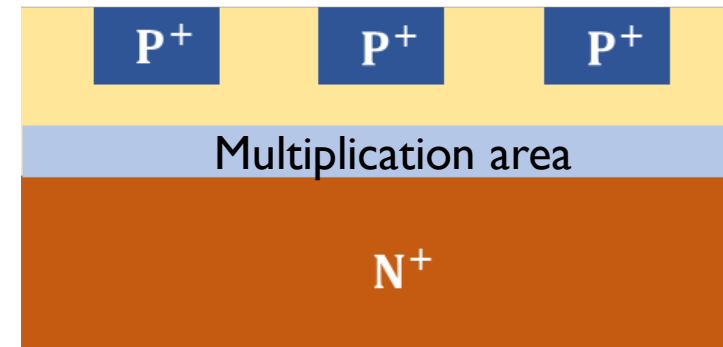 P⁺ P⁺ P⁺
Multiplication area
N⁺